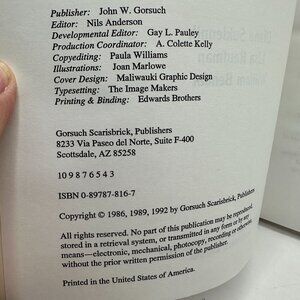 Publisher: John W. Gorsuch
Editor: Nils Anderson
Developmental Editor: Gay L. Pauley
Production Coordinator: A. Colette Kelly
Copyediting: Paula Williams
Illustrations: Joan Marlowe
Cover Design: Maliwauki Graphic Design
Typesetting: The Image Makers
Printing & Binding: Edwards Brothers
Gorsuch Scarisbrick, Publishers
8233 Via Paseo del Norte, Suite F-400
Scottsdale, AZ 85258
10 9 8 7 6 5 4 3
ISBN 0-89787-816-7
Copyright © 1986, 1989, 1992 by Gorsuch Scarisbrick, Publishers
All rights reserved. No part of this publication may be reproduced,
stored in a retrieval system, or transmitted in any form or by any
means—electronic, mechanical, photocopy, recording or otherwise,
without the prior written permission of the publisher.
Printed in the United States of America.